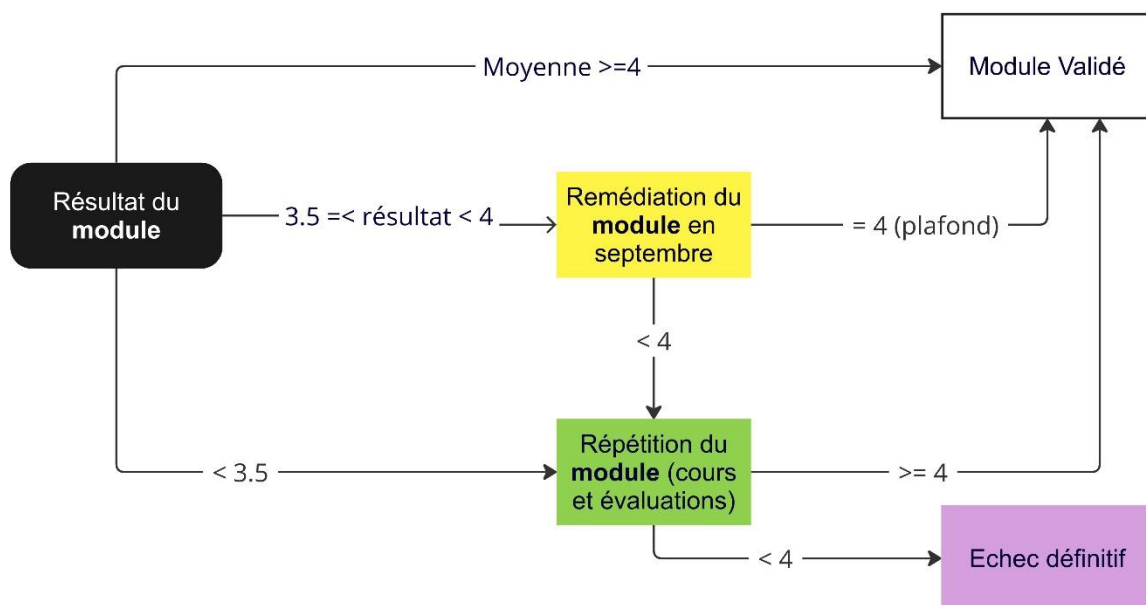 Moyenne >=4
Module Validé
Résultat du
module
3.5 =< résultat < 4
Remédiation du
module en
septembre
= 4 (plafond)
< 4
< 3.5
Répétition du
module (cours
et évaluations)
>= 4
< 4
Echec définitif